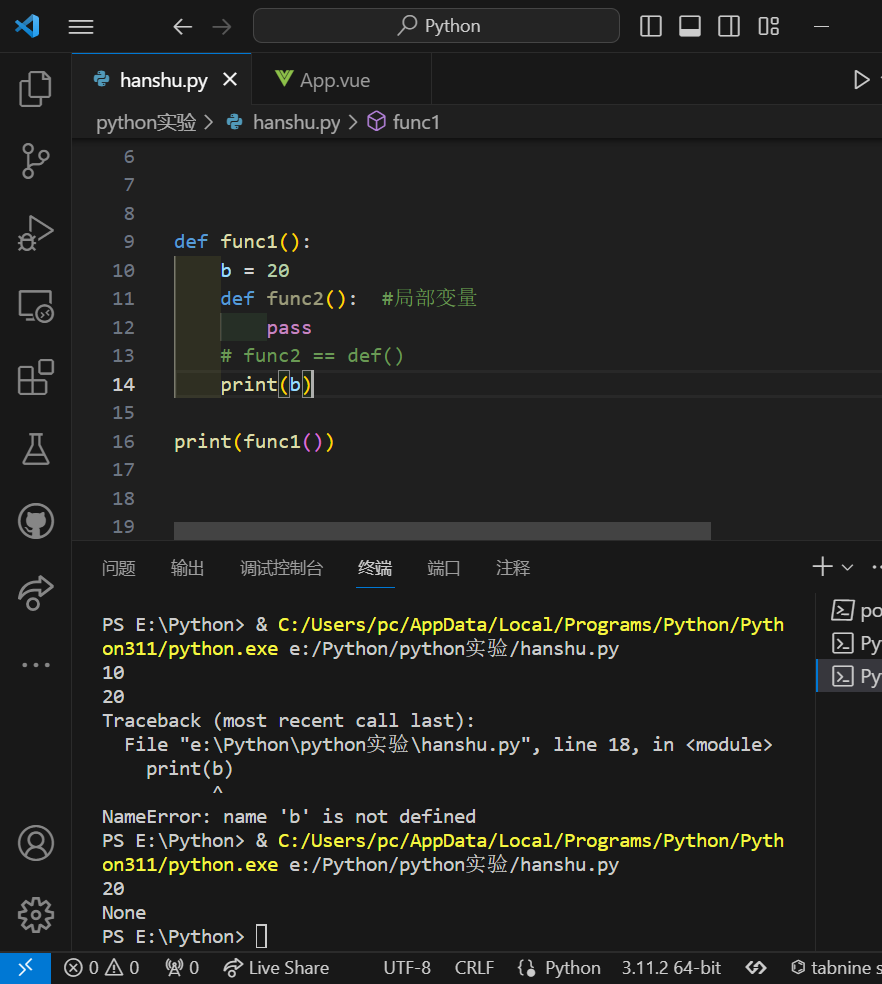 Python
hanshu.py
App.vue
python实验 > hanshu.py > func1
6
7
8
9 def func1():
10 b = 20
11 def func2(): #局部变量
12 pass
13 # func2 == def()
14 print(b)
15
16 print(func1())
17
18
19
问题 输出 调试控制台 终端 端口 注释
PS E:\Python> & C:/Users/pc/AppData/Local/Programs/Python/Pyth
on311/python.exe e:/Python/python实验/hanshu.py
10
20
Traceback (most recent call last):
File "e:\Python\python实验\hanshu.py", line 18, in <module>
print(b)
^
NameError: name 'b' is not defined
PS E:\Python> & C:/Users/pc/AppData/Local/Programs/Python/Pyth
on311/python.exe e:/Python/python实验/hanshu.py
20
None
PS E:\Python>
po
Py
Py
0 0 0 Live Share UTF-8 CRLF Python 3.11.2 64-bit tabnine s